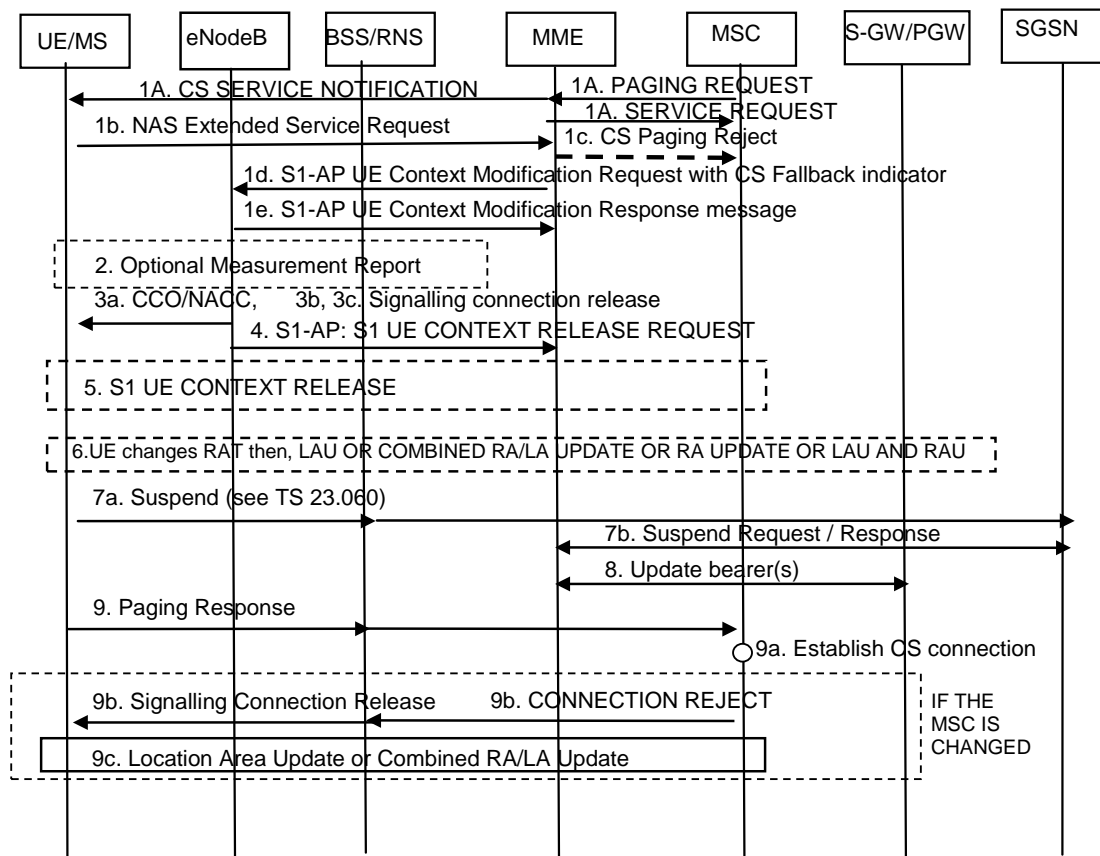 UE/MS
eNodeB
BSS/RNS
MME
MSC
S-GW/PGW
SGSN
1A. CS SERVICE NOTIFICATION
1A. PAGING REQUEST
1A. SERVICE REQUEST
1b. NAS Extended Service Request
1c. CS Paging Reject
1d. S1-AP UE Context Modification Request with CS Fallback indicator
1e. S1-AP UE Context Modification Response message
2. Optional Measurement Report
3a. CCO/NACC, 3b, 3c. Signalling connection release
4. S1-AP: S1 UE CONTEXT RELEASE REQUEST
5. S1 UE CONTEXT RELEASE
6.UE changes RAT then, LAU OR COMBINED RA/LA UPDATE OR RA UPDATE OR LAU AND RAU
7a. Suspend (see TS 23.060)
7b. Suspend Request / Response
8. Update bearer(s)
9. Paging Response
9a. Establish CS connection
9b. Signalling Connection Release
9b. CONNECTION REJECT
IF THE
MSC IS
CHANGED
9c. Location Area Update or Combined RA/LA Update